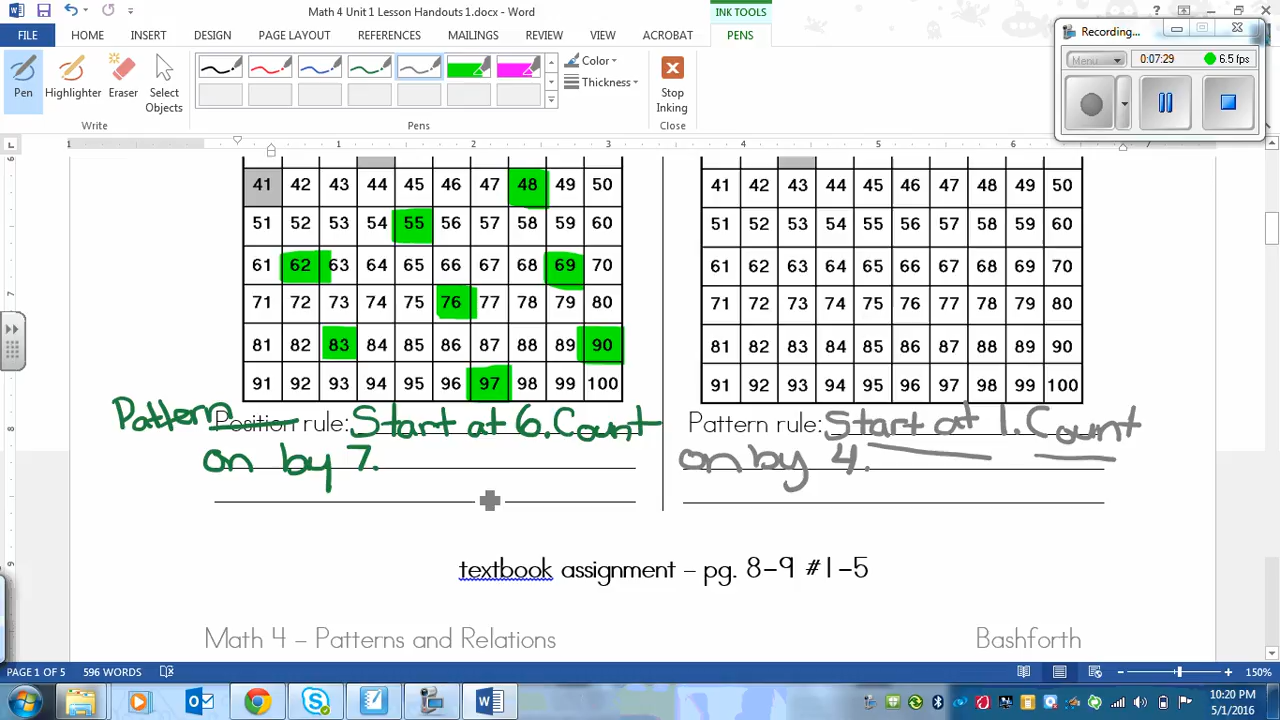 Math 4 Unit 1 Lesson Handouts 1.docx - Word
INK TOOLS
FILE HOME INSERT DESIGN PAGE LAYOUT REFERENCES MAILINGS REVIEW VIEW ACROBAT PENS
Recording...
Menu 0:07:29 6.5 fps
Pen Highlighter Eraser Select Objects
Color
Thickness
Stop Inking
Write Pens Close
1 1 2 3 4 5 6 7
41 42 43 44 45 46 47 48 49 50
51 52 53 54 55 56 57 58 59 60
61 62 63 64 65 66 67 68 69 70
71 72 73 74 75 76 77 78 79 80
81 82 83 84 85 86 87 88 89 90
91 92 93 94 95 96 97 98 99 100
Pattern Position rule: Start at 6. Count
on by 7.
41 42 43 44 45 46 47 48 49 50
51 52 53 54 55 56 57 58 59 60
61 62 63 64 65 66 67 68 69 70
71 72 73 74 75 76 77 78 79 80
81 82 83 84 85 86 87 88 89 90
91 92 93 94 95 96 97 98 99 100
Pattern rule: Start at 1. Count
on by 4.
textbook assignment – pg. 8-9 #1-5
Math 4 – Patterns and Relations Bashforth
PAGE 1 OF 5 596 WORDS 150%
10:20 PM
5/1/2016